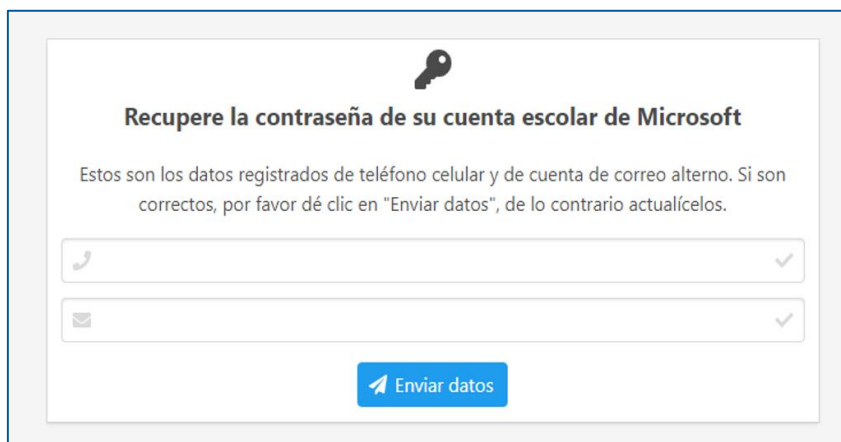 Recupere la contraseña de su cuenta escolar de Microsoft
Estos son los datos registrados de teléfono celular y de cuenta de correo alterno. Si son
correctos, por favor dé clic en "Enviar datos", de lo contrario actualícelos.
Enviar datos